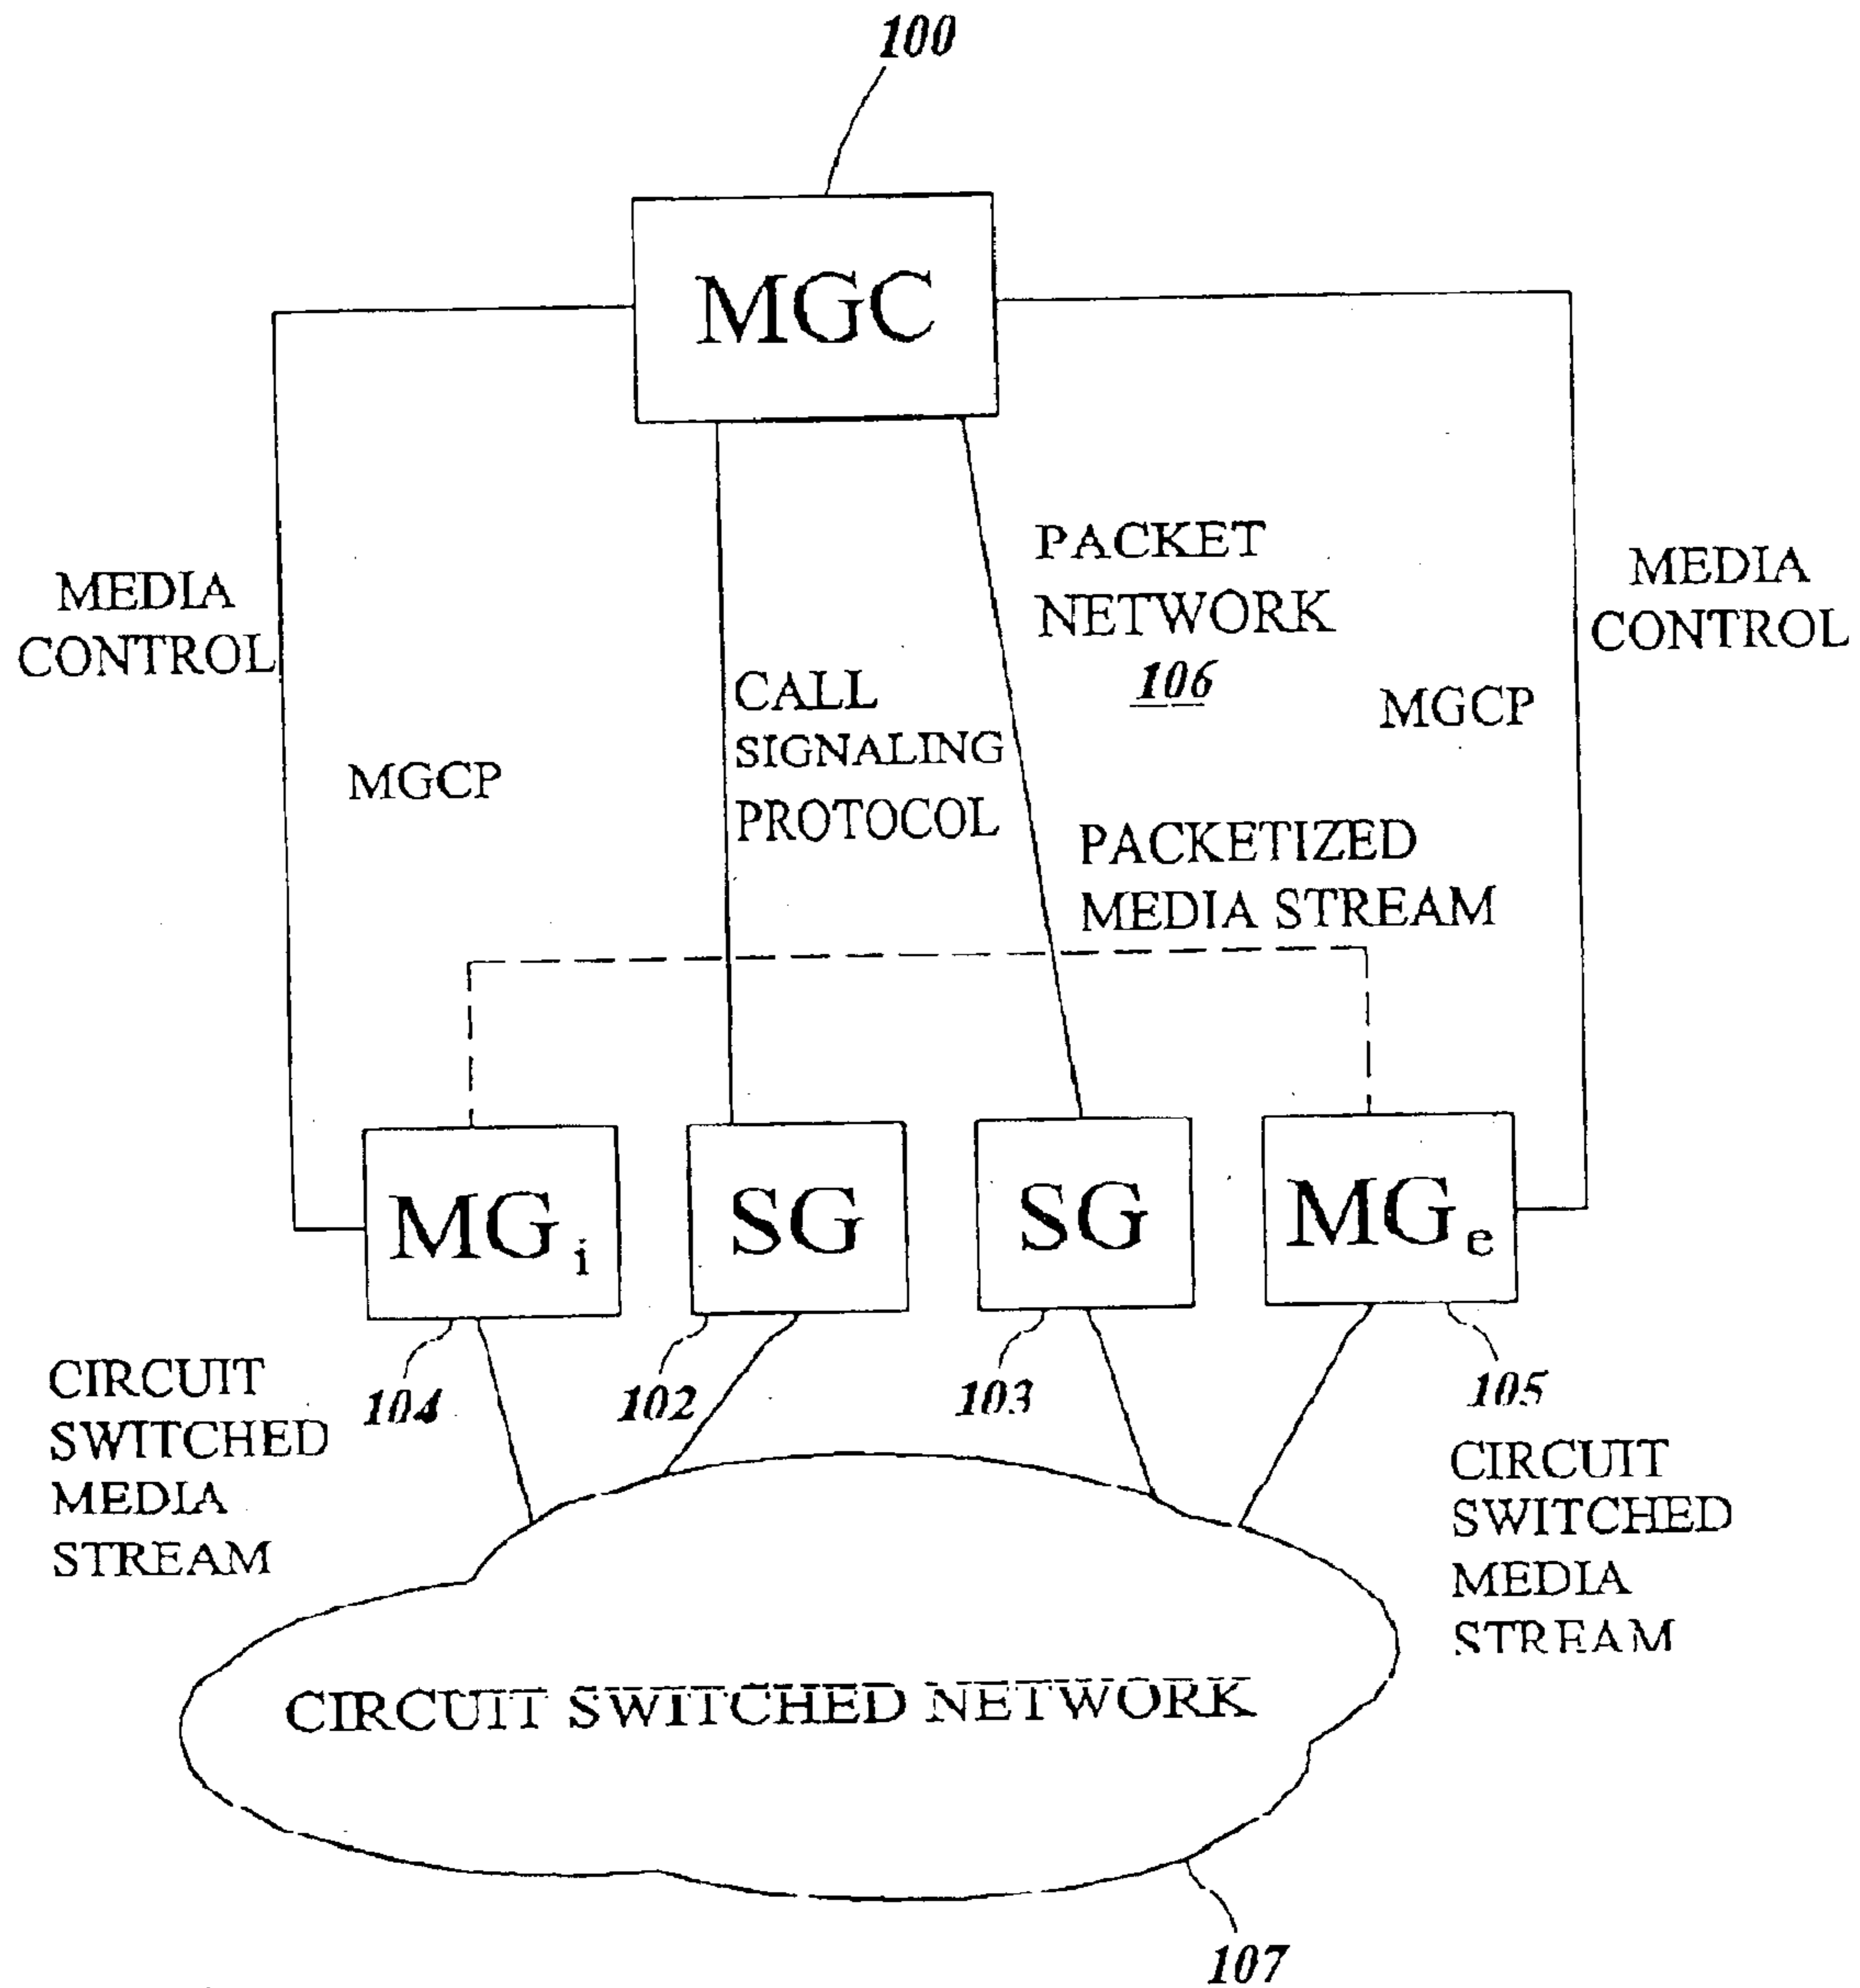 100
MGC
MEDIA
CONTROL
MGCP
CALL
SIGNALING
PROTOCOL
PACKET
NETWORK
106
MEDIA
CONTROL
MGCP
PACKETIZED
MEDIA STREAM
MGi
SG
SG
MGe
104
102
103
105
CIRCUIT
SWITCHED
MEDIA
STREAM
CIRCUIT
SWITCHED
MEDIA
STREAM
CIRCUIT SWITCHED NETWORK
107